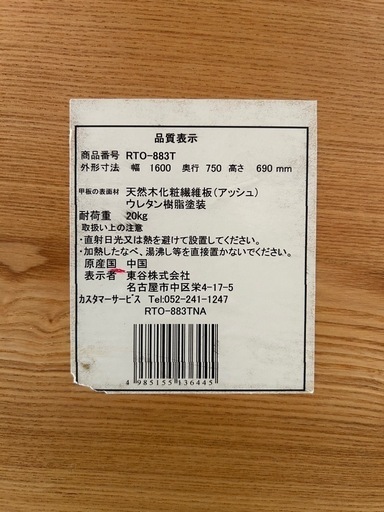 品質表示
商品番号 RTO-883T
外形寸法 幅 1600 奥行 750 高さ 690 mm
甲板の表面材 天然木化粧繊維板(アッシュ)
ウレタン樹脂塗装
耐荷重 20kg
取扱い上の注意
・直射日光又は熱を避けて設置してください。
・加熱したなべ、湯沸し等を直接置かないでください。
原産国 中国
表示者 東谷株式会社
名古屋市中区栄4-17-5
カスタマーサービス Tel:052-241-1247
RTO-883TNA
4 985155 136445